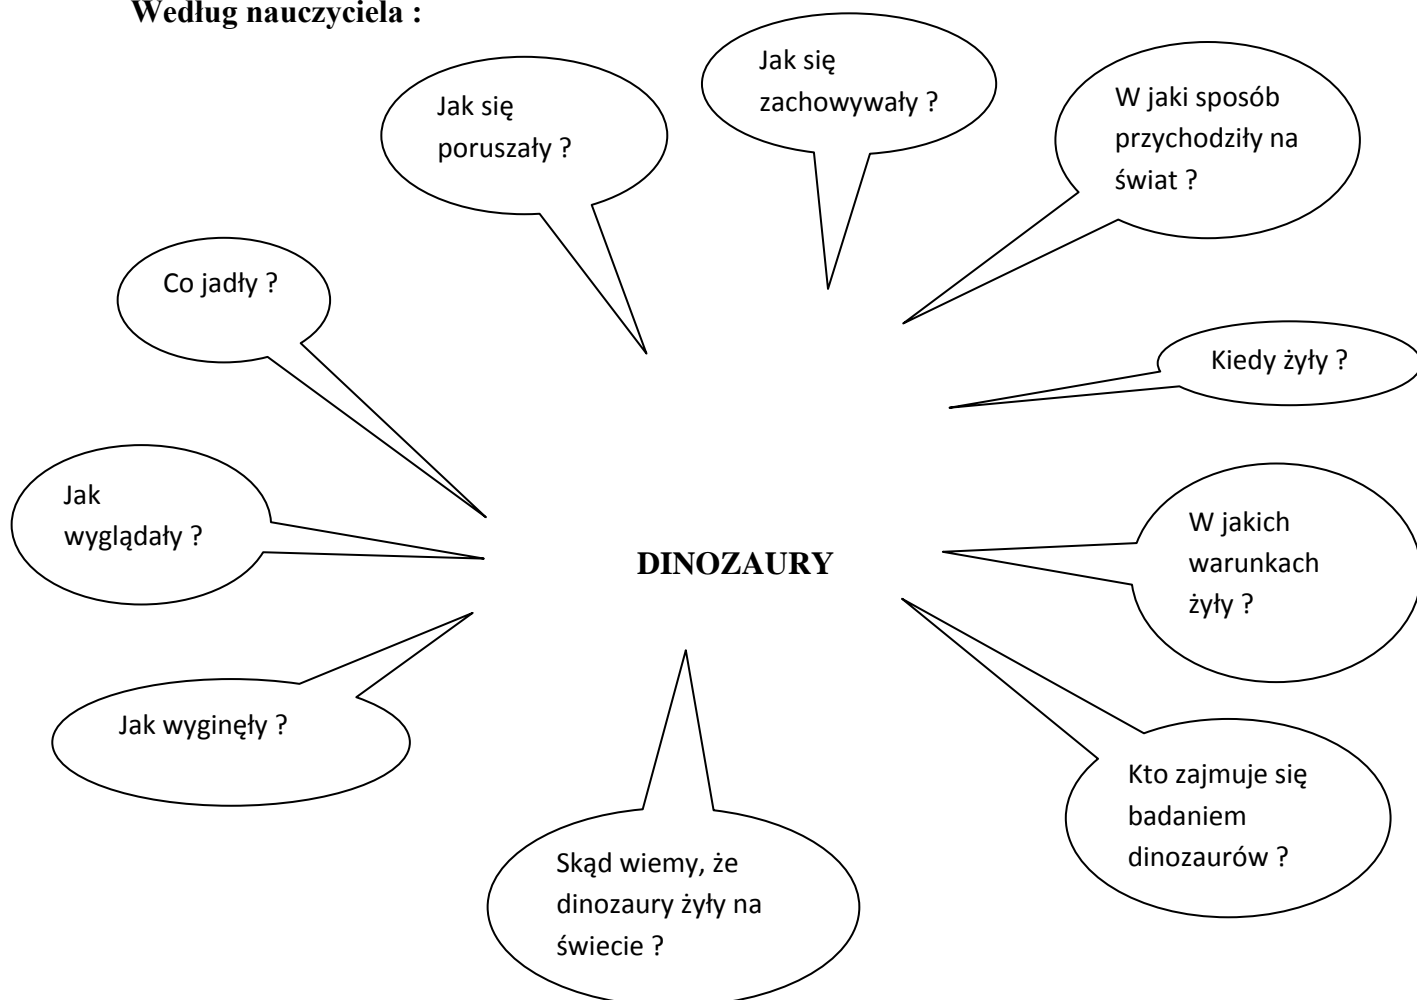 Według nauczyciela :
Jak się
zachowywały ?
Jak się
poruszały ?
W jaki sposób
przychodziły na
świat ?
Co jadły ?
Kiedy żyły ?
Jak
wyglądały ?
W jakich
warunkach
żyły ?
DINOZAURY
Jak wyginęły ?
Kto zajmuje się
badaniem
dinozaurów ?
Skąd wiemy, że
dinozaury żyły na
świecie ?